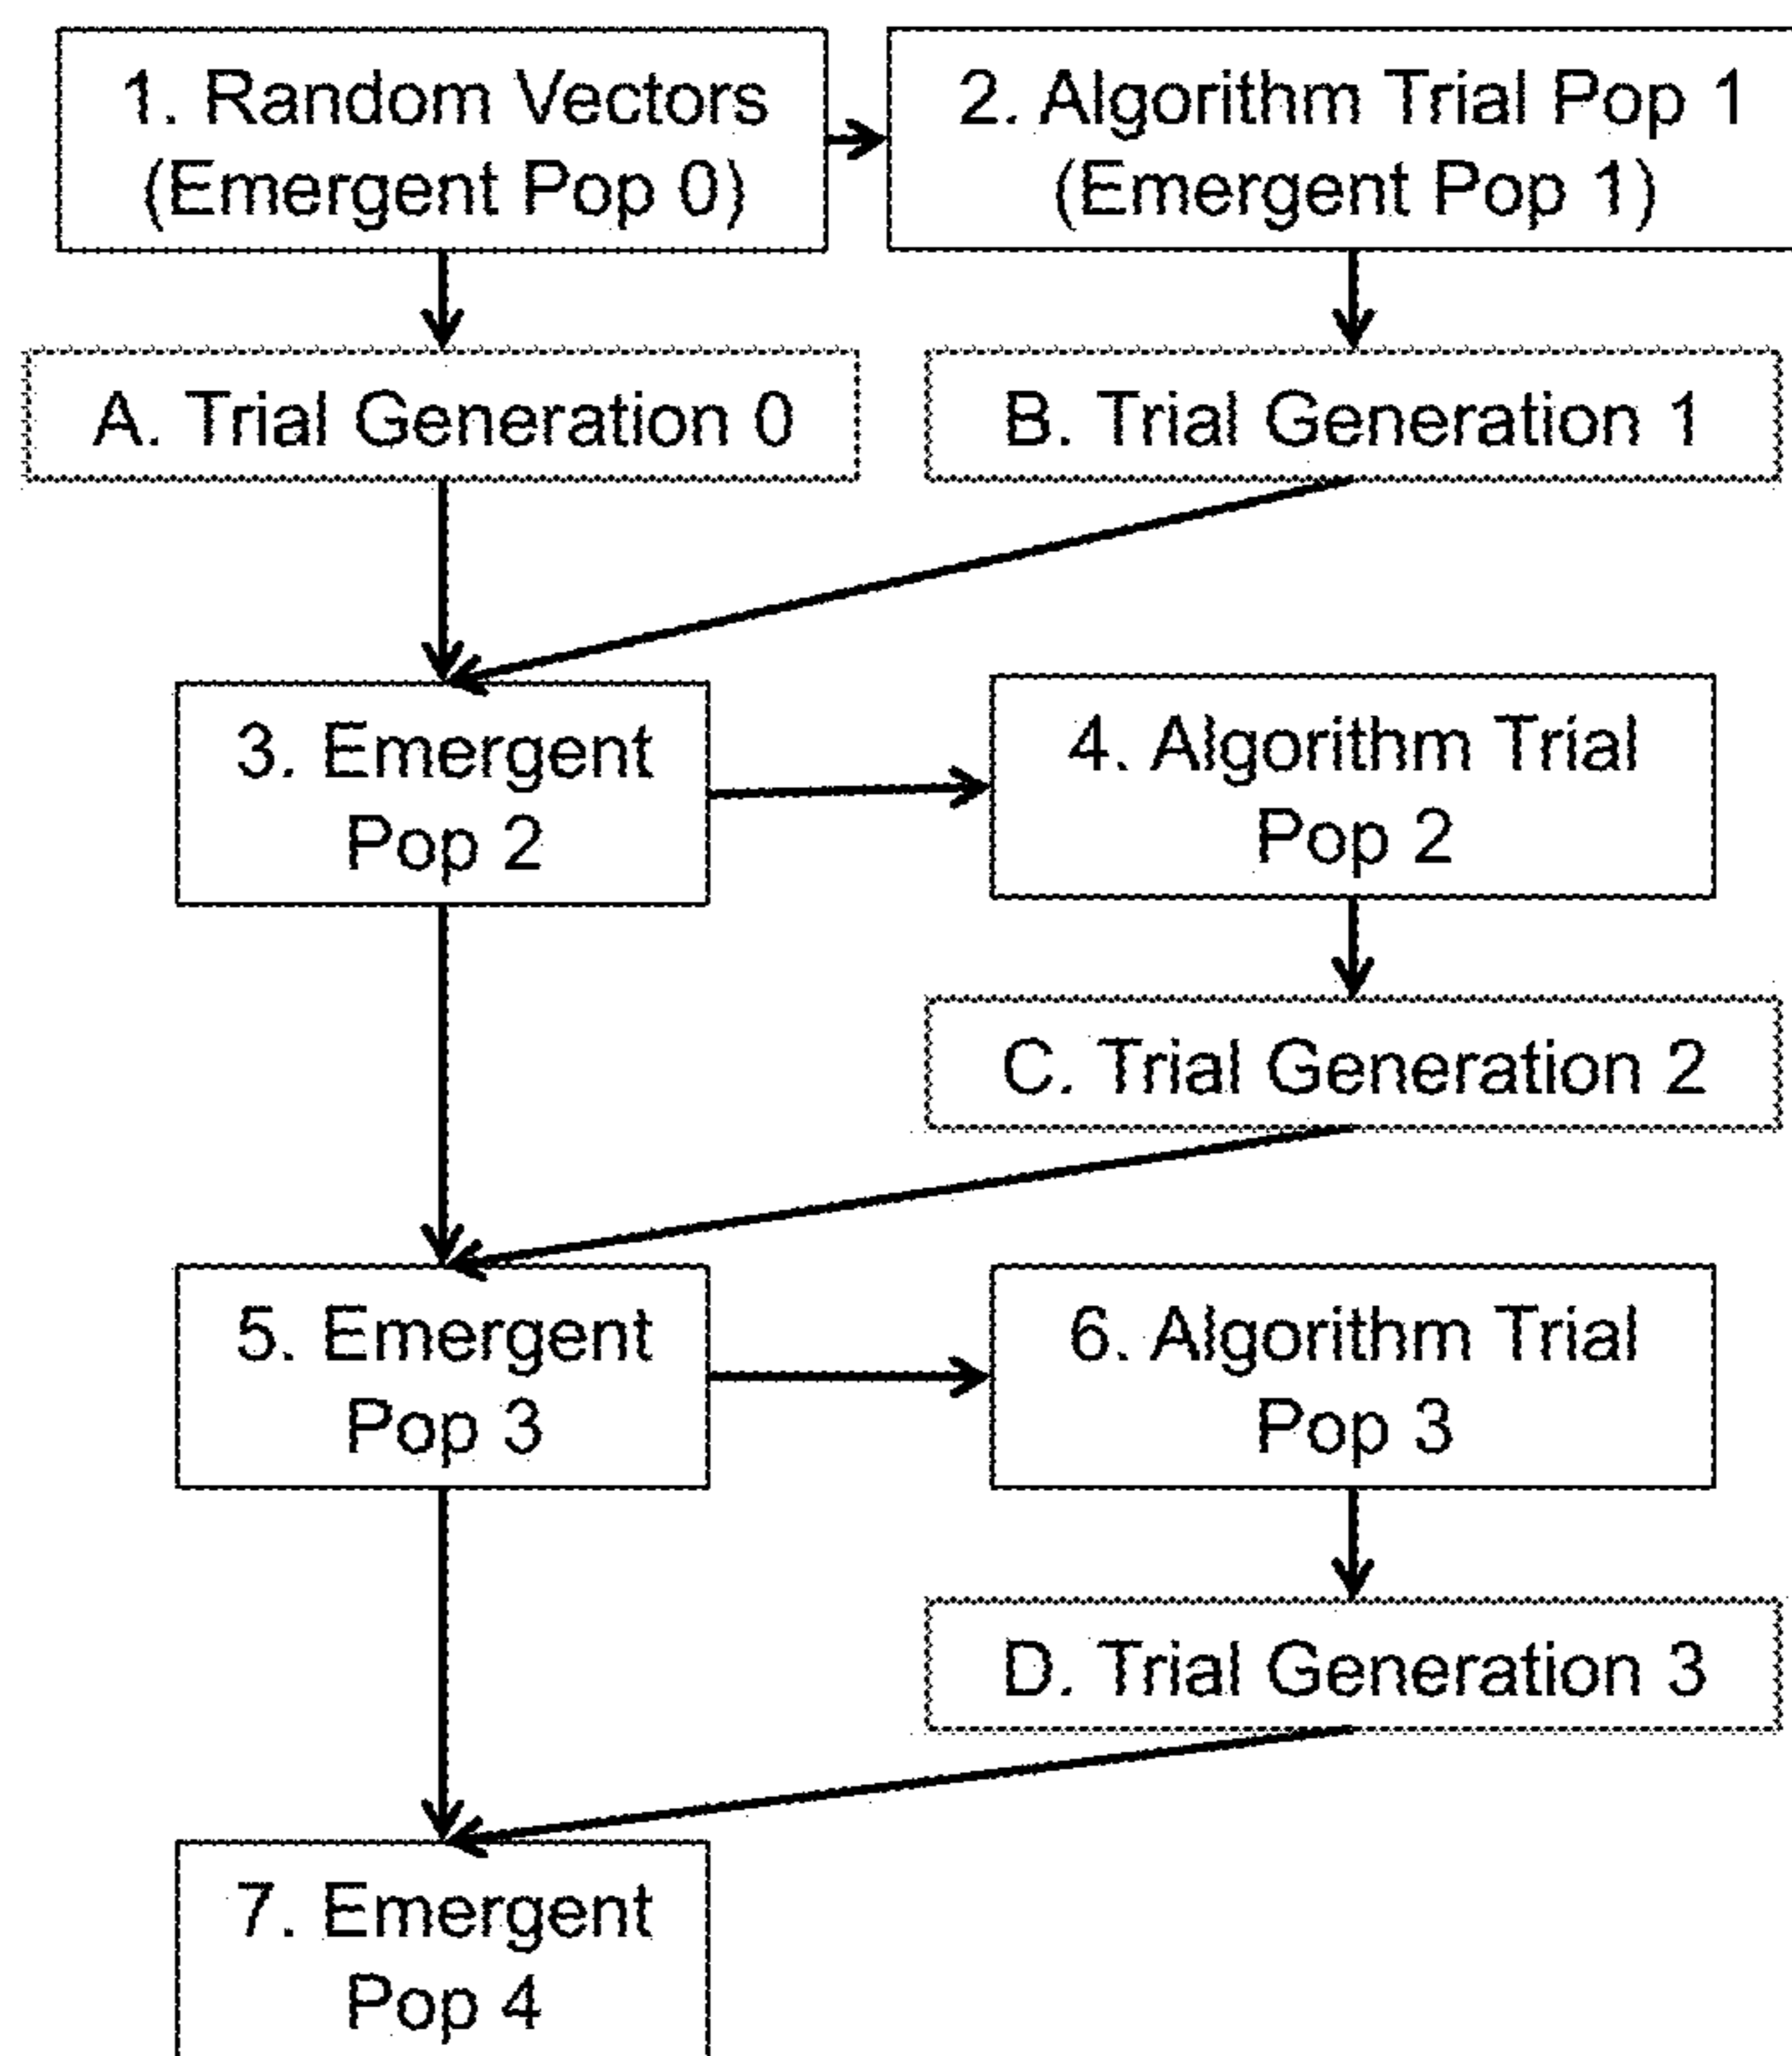 1. Random Vectors
(Emergent Pop 0)
2. Algorithm Trial Pop 1
(Emergent Pop 1)
A. Trial Generation 0
B. Trial Generation 1
3. Emergent
Pop 2
4. Algorithm Trial
Pop 2
C. Trial Generation 2
5. Emergent
Pop 3
6. Algorithm Trial
Pop 3
D. Trial Generation 3
7. Emergent
Pop 4